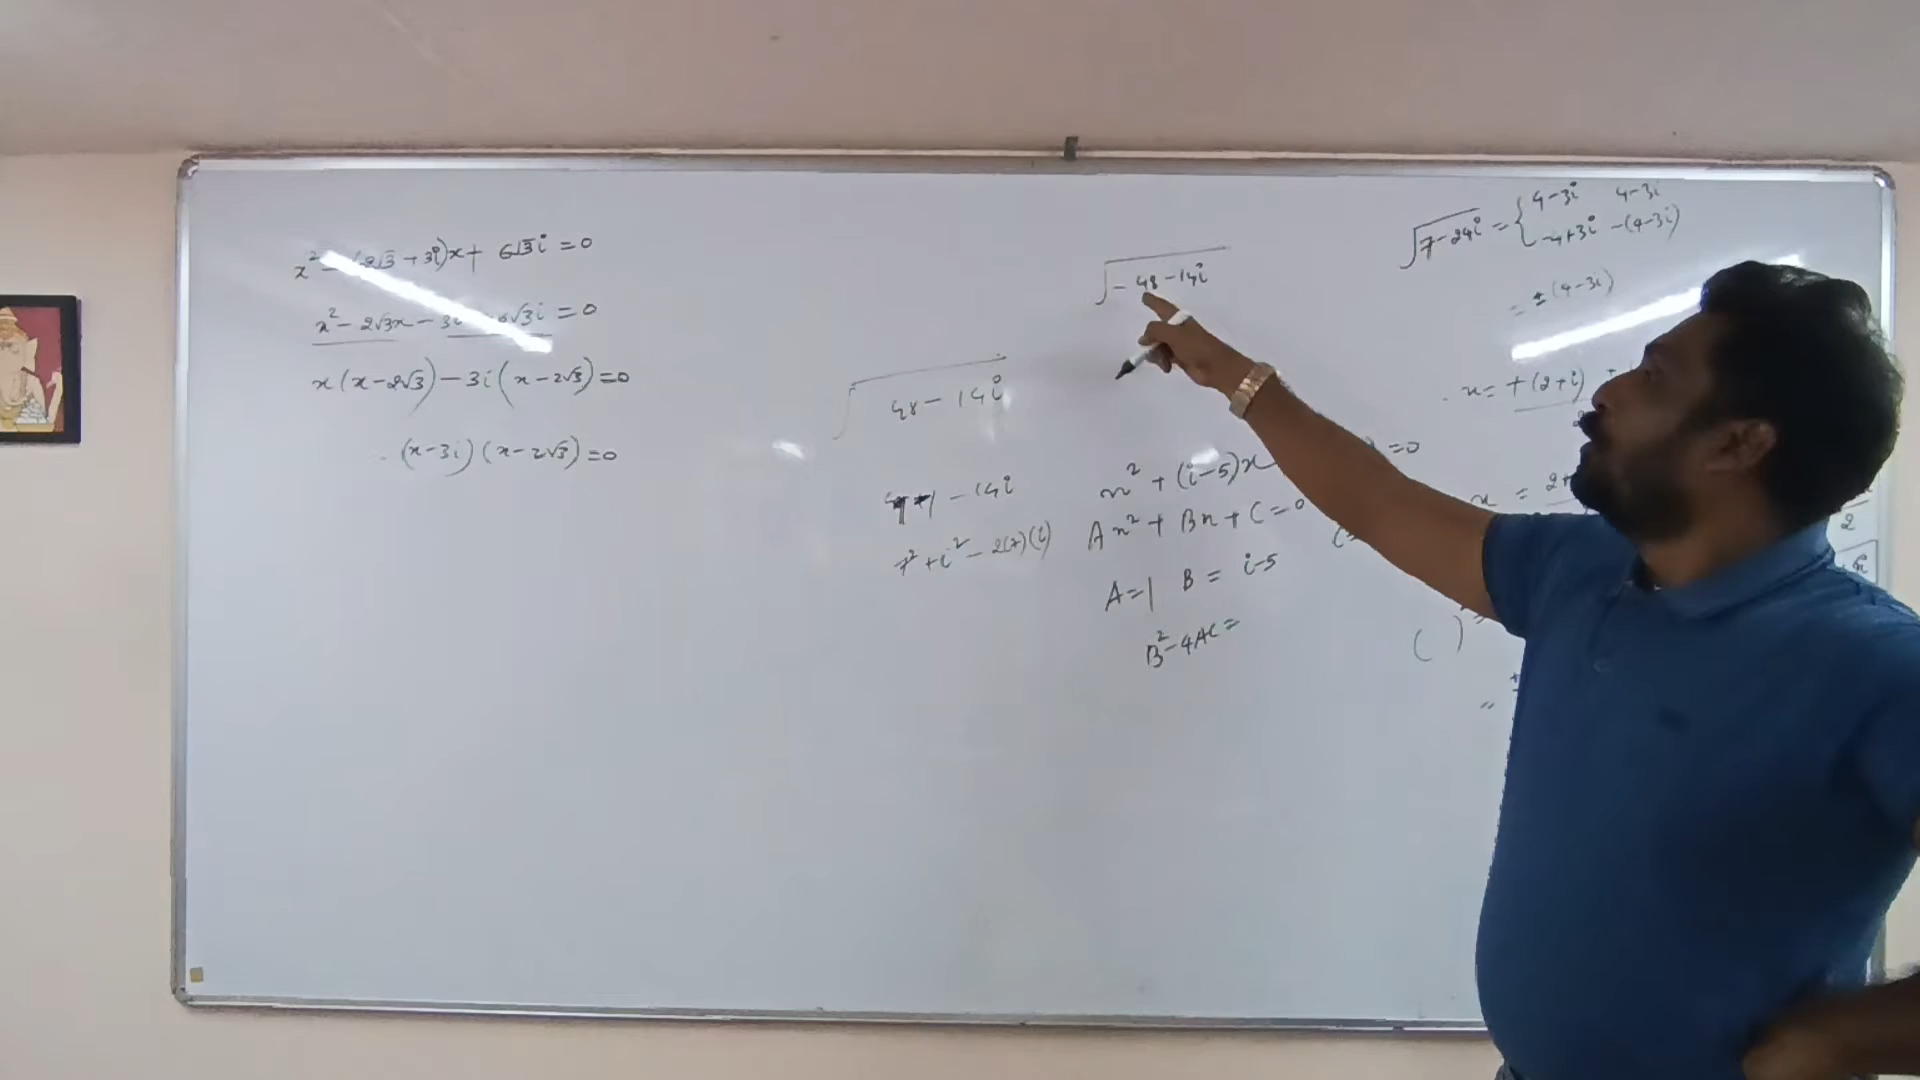 x² - (2√3 + 3i)x + 6√3i = 0
x² - 2√3x - 3i 6√3i = 0
x(x-2√3) - 3i(x-2√3) = 0
(x-3i)(x-2√3) = 0
√48 - 14i
49 - 1 - 14i
7² + i² - 2(7)(i)
√-48 - 14i
x² + (i-5)x = 0
Ax² + Bx + C = 0
A = 1 B = i-5
B² - 4AC =
√7-24i = { 4-3i 4-3i
-4+3i -(4-3i)
= ±(4-3i)
x = +(2+i)
x = 2
2
( ) =
=